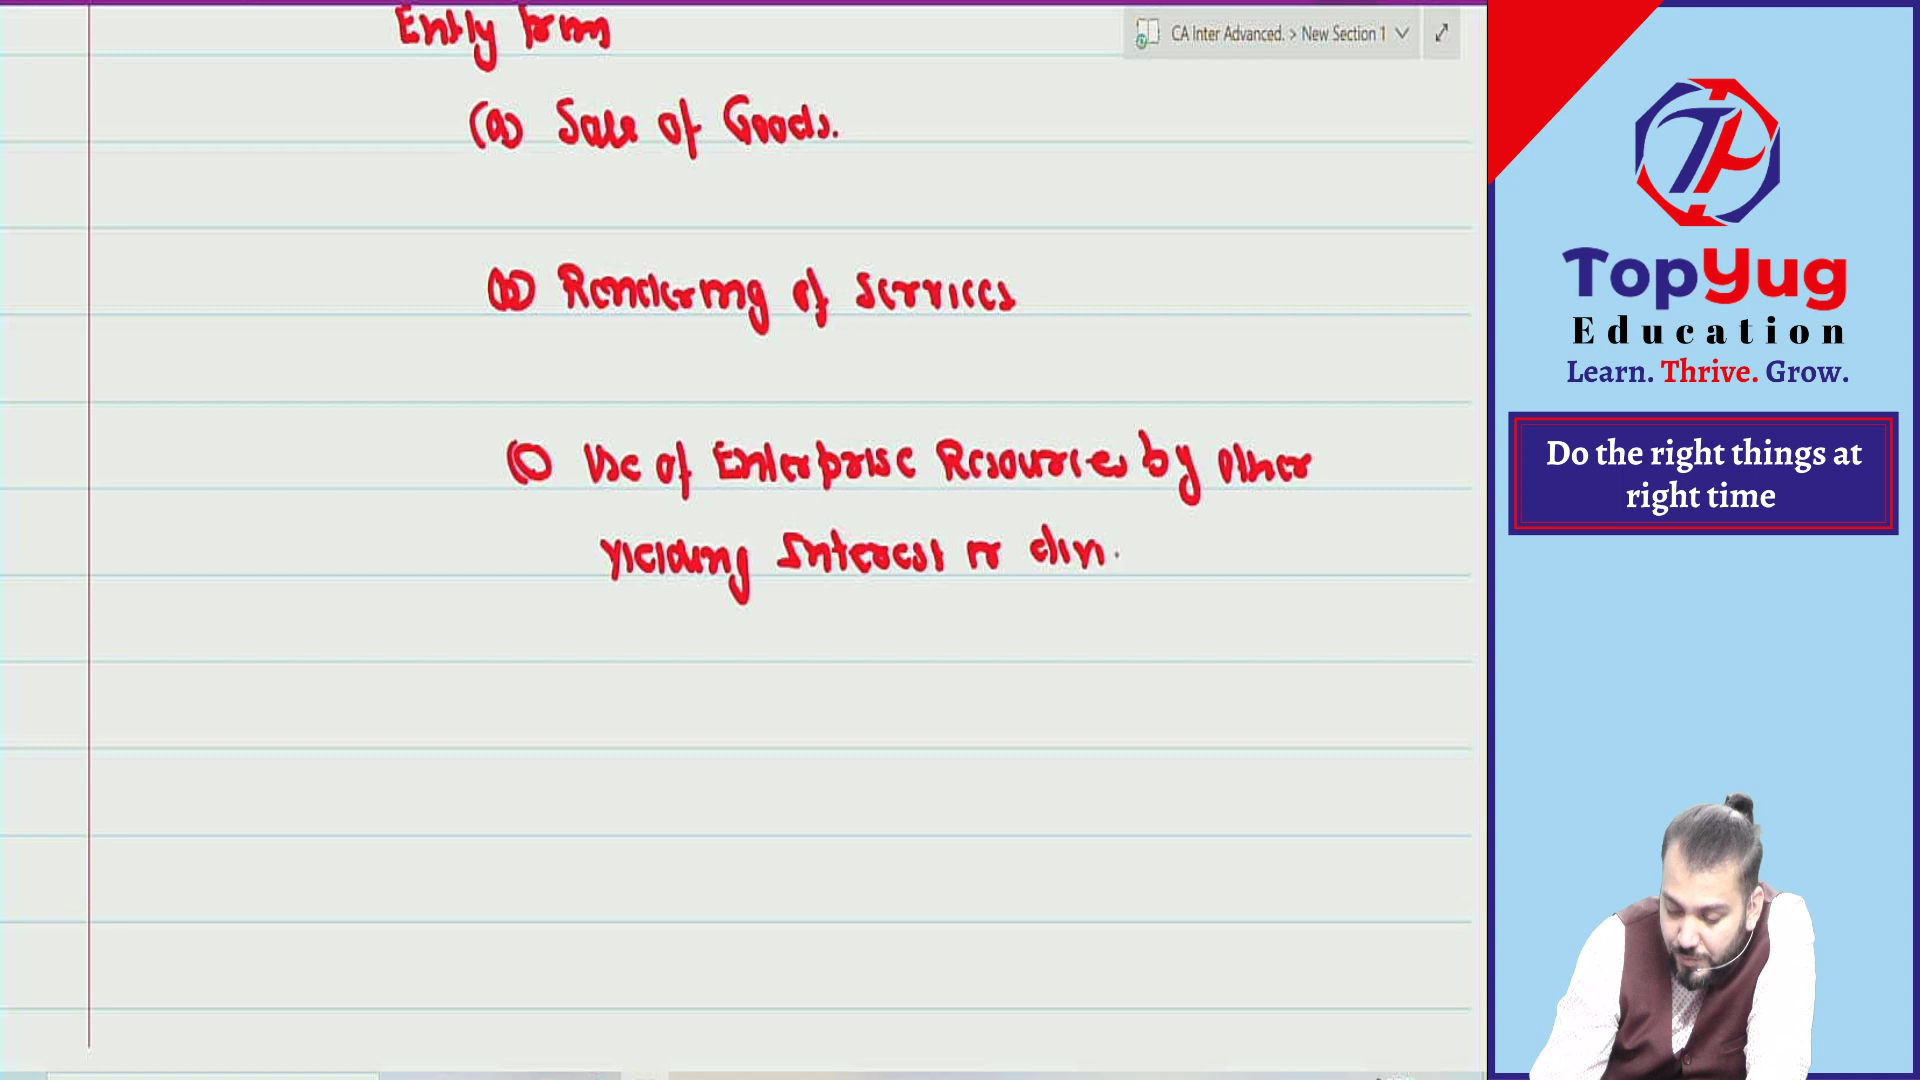 Entity from
CA Inter Advanced. > New Section 1
(a) Sale of Goods.
(b) Rendering of services
(c) Use of Enterprise Resources by other
yielding Interest or div.
TopYug
Education
Learn. Thrive. Grow.
Do the right things at
right time